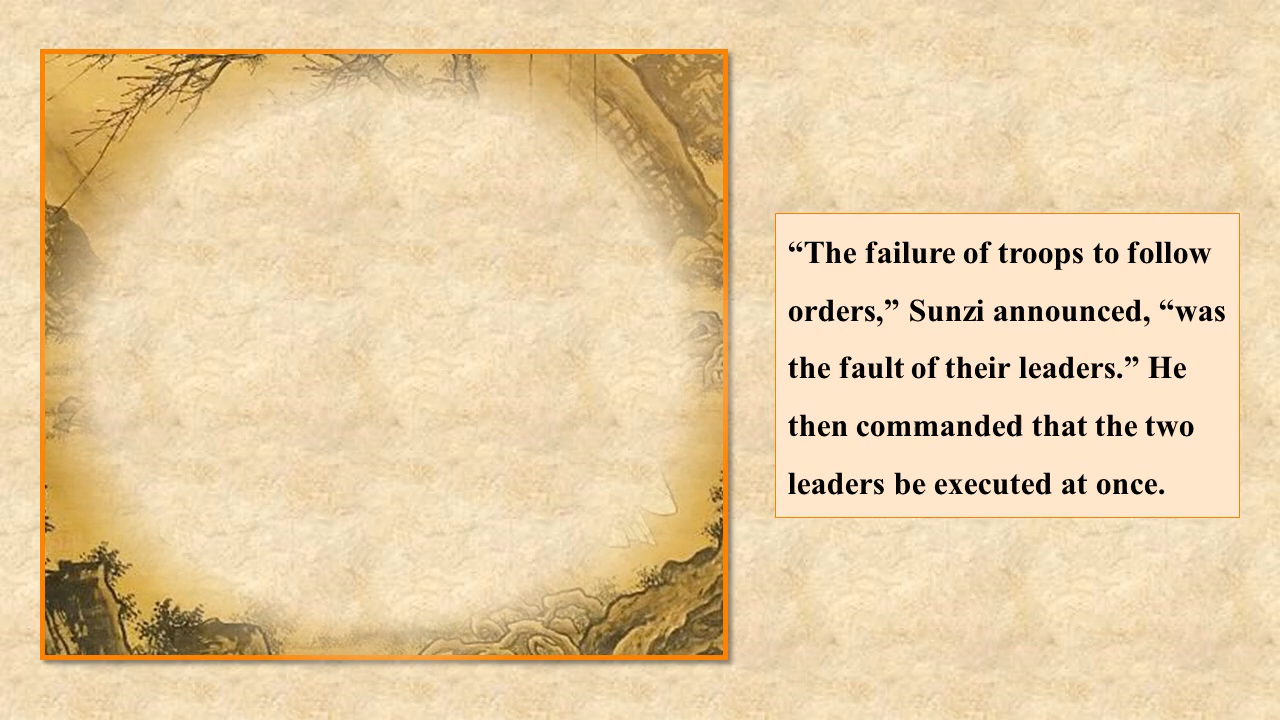 “The failure of troops to follow
orders,” Sunzi announced, “was
the fault of their leaders.” He
then commanded that the two
leaders be executed at once.